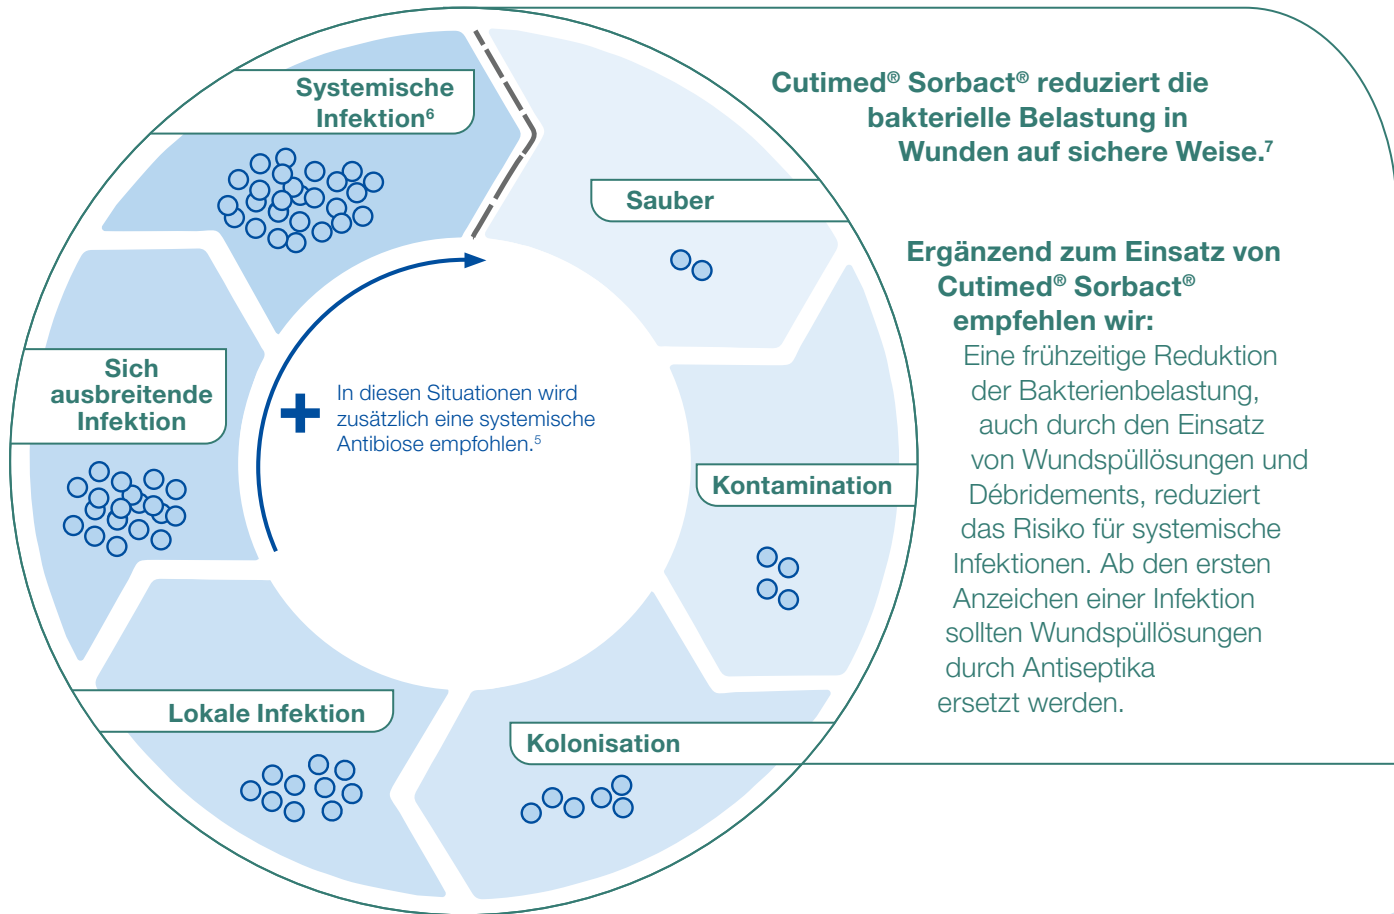 Systemische
Infektion⁶
Cutimed® Sorbact® reduziert die
bakterielle Belastung in
Wunden auf sichere Weise.⁷
Sauber
Ergänzend zum Einsatz von
Cutimed® Sorbact®
empfehlen wir:
Eine frühzeitige Reduktion
der Bakterienbelastung,
auch durch den Einsatz
von Wundspüllösungen und
Débridements, reduziert
das Risiko für systemische
Infektionen. Ab den ersten
Anzeichen einer Infektion
sollten Wundspüllösungen
durch Antiseptika
ersetzt werden.
Sich
ausbreitende
Infektion
In diesen Situationen wird
zusätzlich eine systemische
Antibiose empfohlen.⁵
Kontamination
Lokale Infektion
Kolonisation